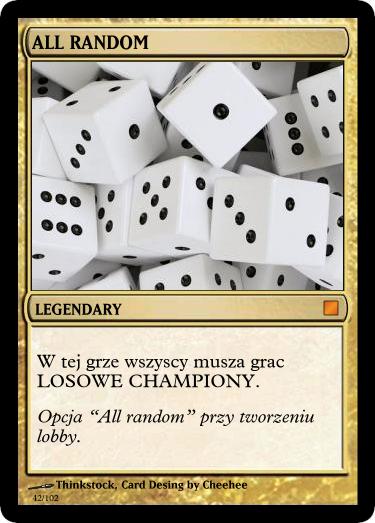 ALL RANDOM
LEGENDARY
W tej grze wszyscy musza grac
LOSOWE CHAMPIONY.
Opcja “All random” przy tworzeniu
lobby.
Thinkstock, Card Desing by Cheehee
42/102